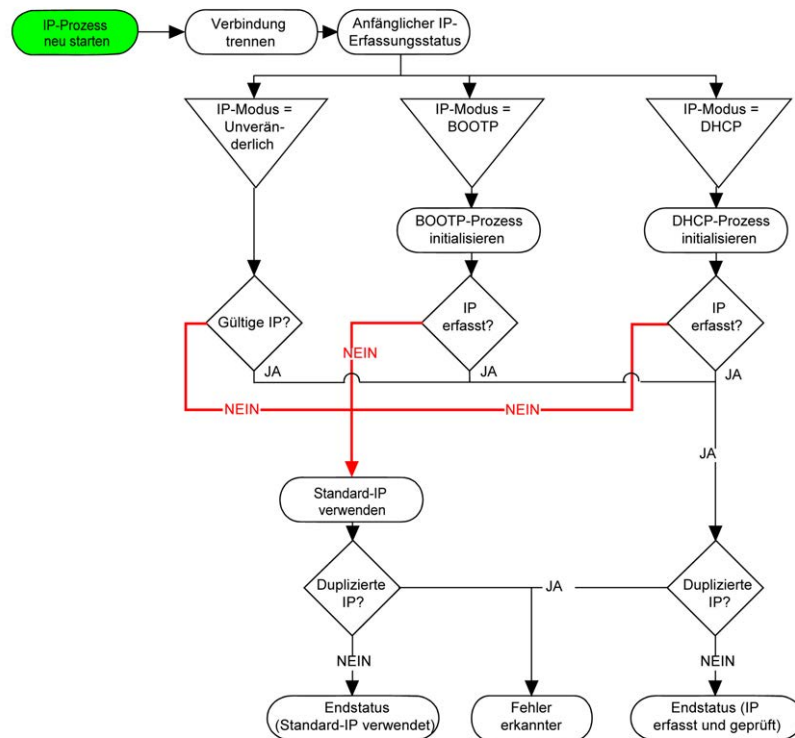 IP-Prozess
neu starten
Verbindung
trennen
Anfänglicher IP-
Erfassungsstatus
IP-Modus =
Unverän-
derlich
IP-Modus =
BOOTP
IP-Modus =
DHCP
BOOTP-Prozess
initialisieren
DHCP-Prozess
initialisieren
Gültige IP?
IP
erfasst?
IP
erfasst?
NEIN
JA
JA
JA
NEIN
NEIN
JA
Standard-IP
verwenden
Duplizierte
IP?
JA
Duplizierte
IP?
NEIN
NEIN
Endstatus
(Standard-IP verwendet)
Fehler
erkannter
Endstatus (IP
erfasst und geprüft)